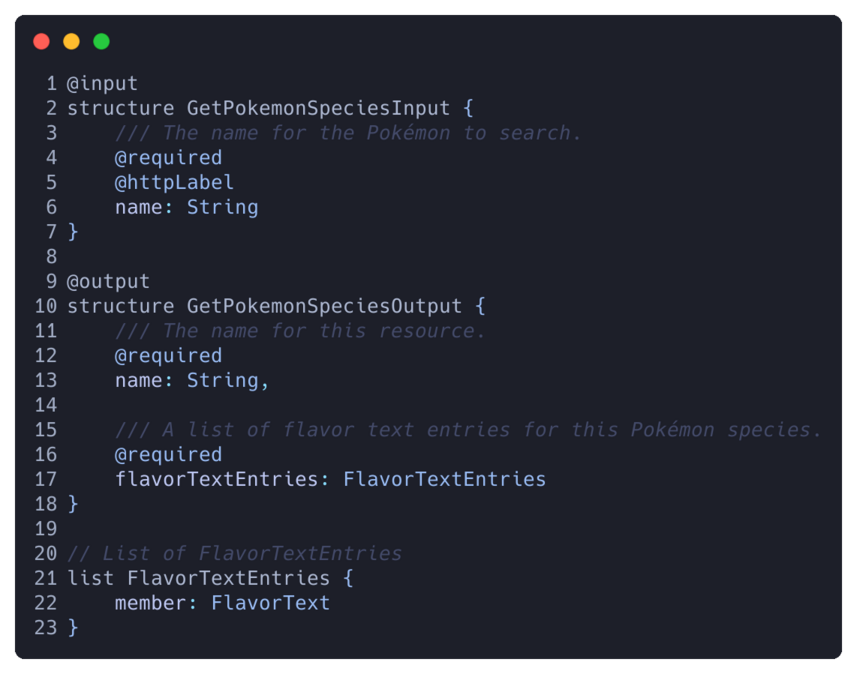 1 @input
2 structure GetPokemonSpeciesInput {
3     /// The name for the Pokémon to search.
4     @required
5     @httpLabel
6     name: String
7 }
8
9 @output
10 structure GetPokemonSpeciesOutput {
11     /// The name for this resource.
12     @required
13     name: String,
14
15     /// A list of flavor text entries for this Pokémon species.
16     @required
17     flavorTextEntries: FlavorTextEntries
18 }
19
20 // List of FlavorTextEntries
21 list FlavorTextEntries {
22     member: FlavorText
23 }